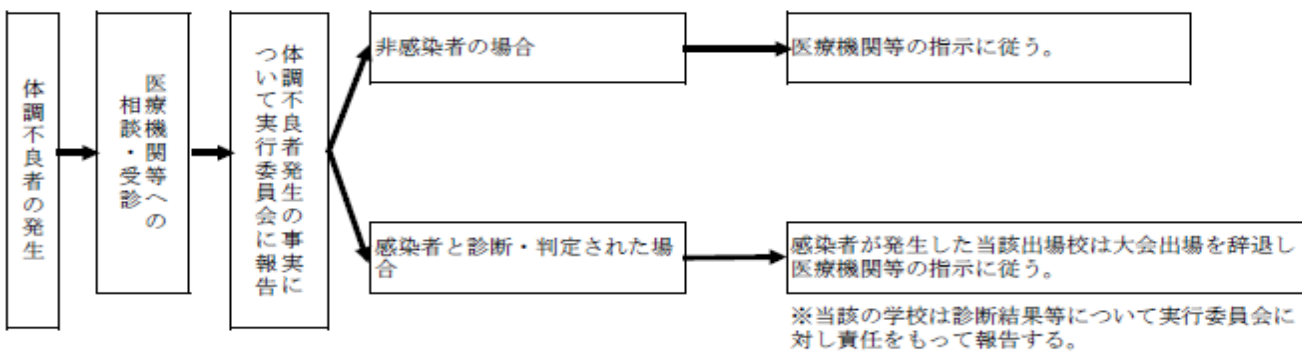 体調不良者の発生
医療機関等への
相談・受診
体調不良者発生の事実に
ついて実行委員会に報告
非感染者の場合
医療機関等の指示に従う。
感染者と診断・判定された場
合
感染者が発生した当該出場校は大会出場を辞退し
医療機関等の指示に従う。
※当該の学校は診断結果等について実行委員会に
対し責任をもって報告する。